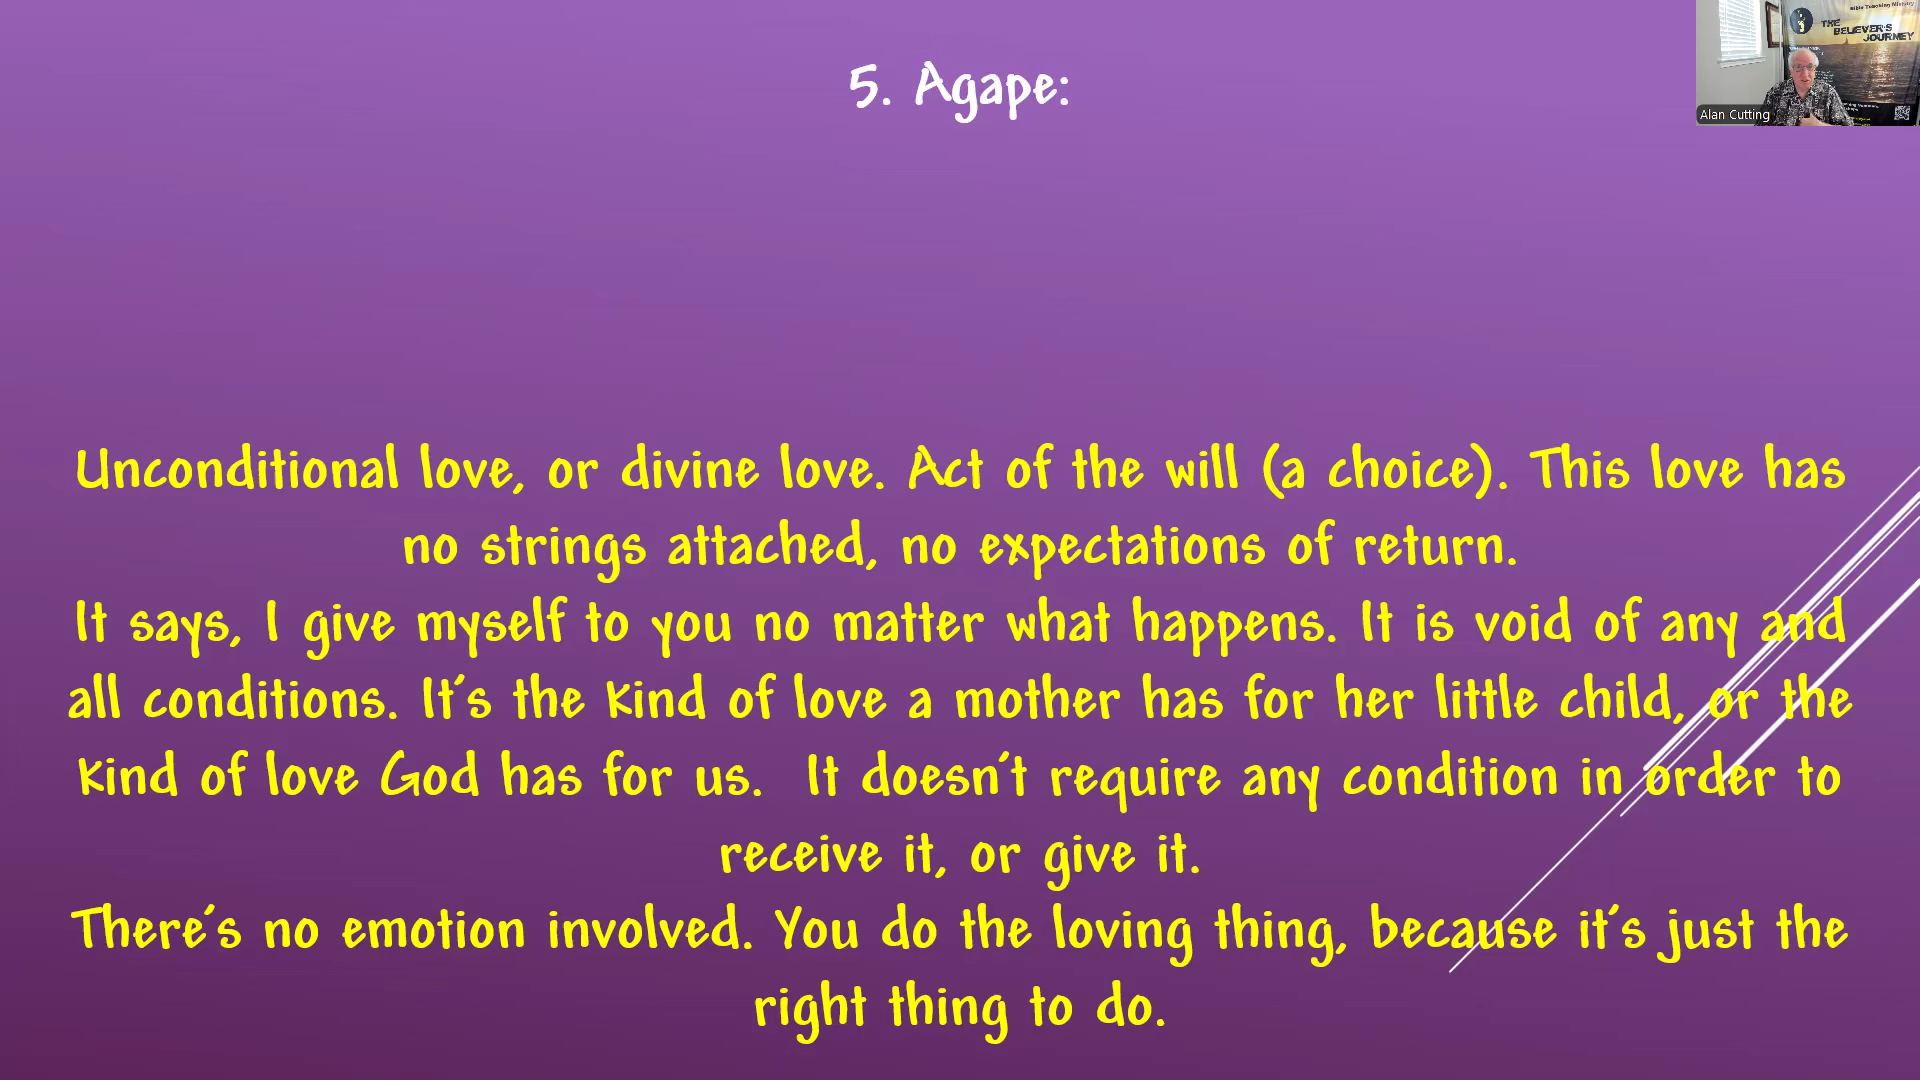 5. Agape:
Bible Teaching Ministry
THE
BELIEVER'S
JOURNEY
Alan Cutting
Unconditional love, or divine love. Act of the will (a choice). This love has
no strings attached, no expectations of return.
It says, I give myself to you no matter what happens. It is void of any and
all conditions. It's the kind of love a mother has for her little child, or the
kind of love God has for us.  It doesn't require any condition in order to
receive it, or give it.
There's no emotion involved. You do the loving thing, because it's just the
right thing to do.